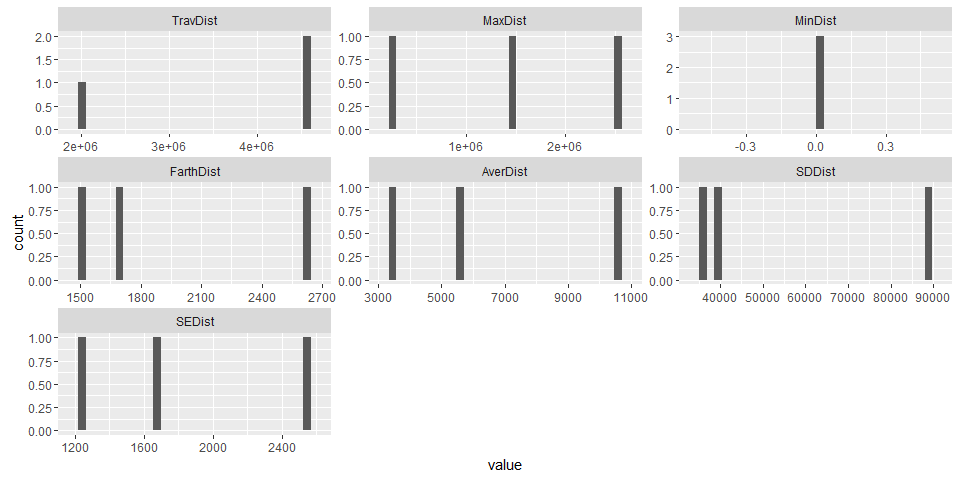 TravDist MaxDist MinDist
2.0 1.00 3
1.5 0.75 2
1.0 0.50
0.5 0.25 1
0.0 0.00 0
2e+06 3e+06 4e+06 1e+06 2e+06 -0.3 0.0 0.3
FarthDist AverDist SDDist
1.00 1.00 1.00
0.75 0.75 0.75
0.50 0.50 0.50
0.25 0.25 0.25
0.00 0.00 0.00
1500 1800 2100 2400 2700 3000 5000 7000 9000 11000 40000 50000 60000 70000 80000 90000
count
SEDist
1.00
0.75
0.50
0.25
0.00
1200 1600 2000 2400
value